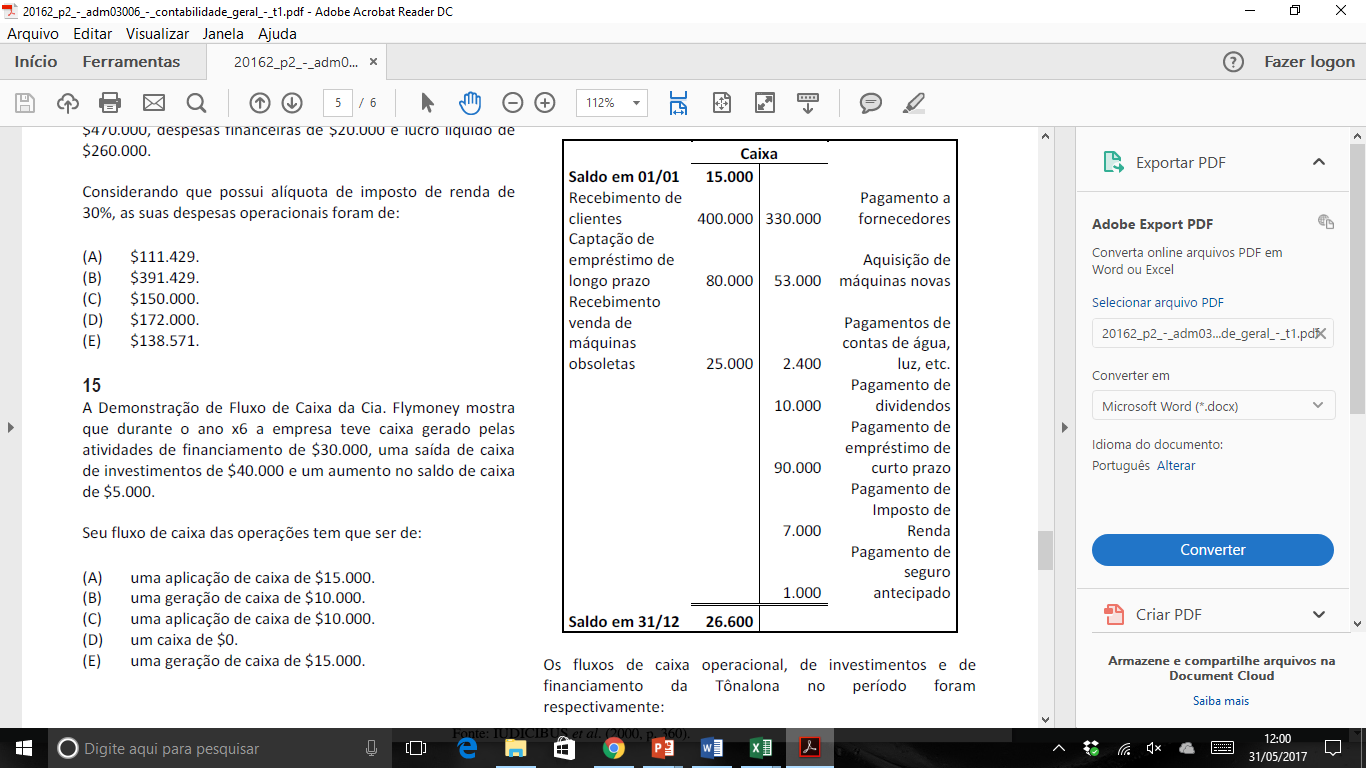 20162_p2_-_adm03006_-_contabilidade_geral_-_t1.pdf - Adobe Acrobat Reader DC
Arquivo Editar Visualizar Janela Ajuda
Início Ferramentas 20162_p2_-_adm0... × ? Fazer logon
5 / 6 112%
$470.000, despesas financeiras de $20.000 e lucro líquido de
$260.000.
Considerando que possui alíquota de imposto de renda de
30%, as suas despesas operacionais foram de:
(A) $111.429.
(B) $391.429.
(C) $150.000.
(D) $172.000.
(E) $138.571.
15
A Demonstração de Fluxo de Caixa da Cia. Flymoney mostra
que durante o ano x6 a empresa teve caixa gerado pelas
atividades de financiamento de $30.000, uma saída de caixa
de investimentos de $40.000 e um aumento no saldo de caixa
de $5.000.
Seu fluxo de caixa das operações tem que ser de:
(A) uma aplicação de caixa de $15.000.
(B) uma geração de caixa de $10.000.
(C) uma aplicação de caixa de $10.000.
(D) um caixa de $0.
(E) uma geração de caixa de $15.000.
Caixa
Saldo em 01/01 15.000
Recebimento de Pagamento a
clientes 400.000 330.000 fornecedores
Captação de
empréstimo de Aquisição de
longo prazo 80.000 53.000 máquinas novas
Recebimento
venda de Pagamentos de
máquinas contas de água,
obsoletas 25.000 2.400 luz, etc.
Pagamento de
10.000 dividendos
Pagamento de
empréstimo de
90.000 curto prazo
Pagamento de
Imposto de
7.000 Renda
Pagamento de
seguro
1.000 antecipado
Saldo em 31/12 26.600
Os fluxos de caixa operacional, de investimentos e de
financiamento da Tônalona no período foram
respectivamente:
Exportar PDF
Adobe Export PDF
Converta online arquivos PDF em
Word ou Excel
Selecionar arquivo PDF
20162_p2_-_adm03...de_geral_-_t1.pdf
Converter em
Microsoft Word (*.docx)
Idioma do documento:
Português Alterar
Converter
Criar PDF
Armazene e compartilhe arquivos na
Document Cloud
Saiba mais
Fonte: IUDÍCIBUS et al. (2000, p. 360).
Digite aqui para pesquisar
12:00
31/05/2017